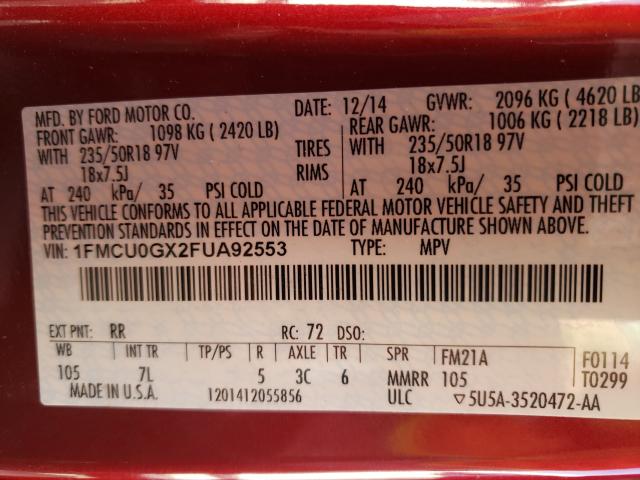 MFD. BY FORD MOTOR CO.
DATE: 12/14 GVWR: 2096 KG ( 4620 LB
FRONT GAWR: 1098 KG ( 2420 LB)
REAR GAWR: 1006 KG ( 2218 LB)
WITH 235/50R18 97V TIRES WITH 235/50R18 97V
18x7.5J RIMS 18x7.5J
AT 240 kPa/ 35 PSI COLD AT 240 kPa/ 35 PSI COLD
THIS VEHICLE CONFORMS TO ALL APPLICABLE FEDERAL MOTOR VEHICLE SAFETY AND THEFT
PREVENTION STANDARDS IN EFFECT ON THE DATE OF MANUFACTURE SHOWN ABOVE.
VIN: 1FMCU0GX2FUA92553 TYPE: MPV
EXT PNT: RR RC: 72 DSO:
WB INT TR TP/PS R AXLE TR SPR FM21A F0114
105 7L 5 3C 6 MMRR 105 T0299
MADE IN U.S.A. 1201412055856 ULC ▽5U5A-3520472-AA